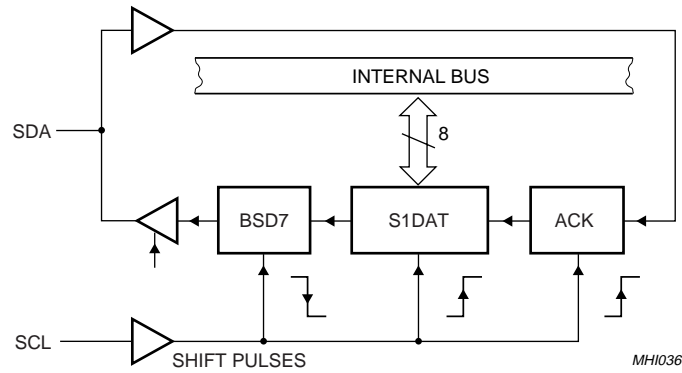 INTERNAL BUS
8
SDA
BSD7
S1DAT
ACK
SCL
SHIFT PULSES
MHI036